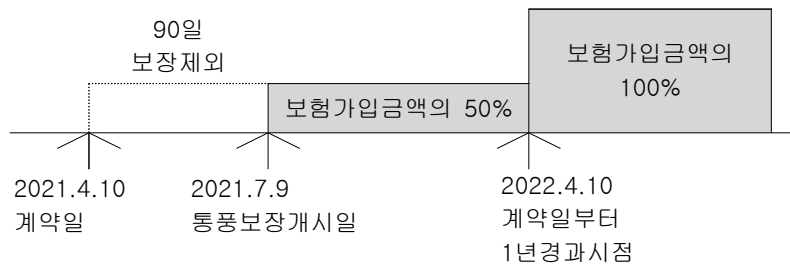 90일
보장제외
보험가입금액의 50%
보험가입금액의
100%
2021.4.10
계약일
2021.7.9
통풍보장개시일
2022.4.10
계약일부터
1년경과시점